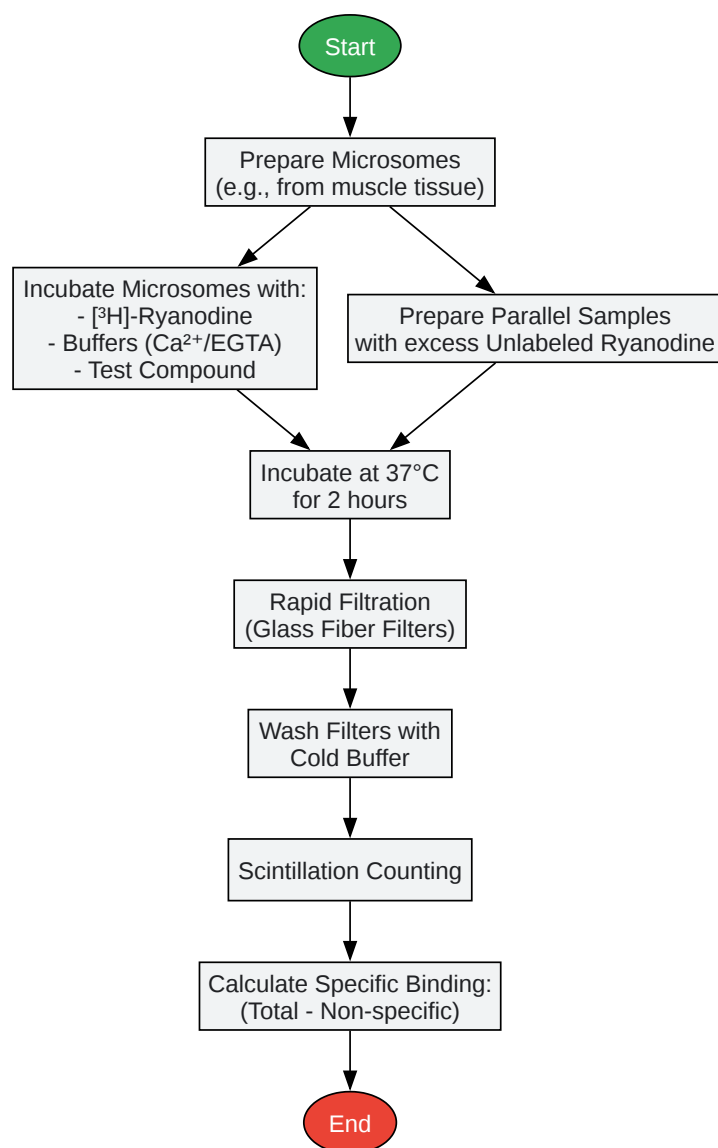 Start
Prepare Microsomes
(e.g., from muscle tissue)
Incubate Microsomes with:
- [³H]-Ryanodine
- Buffers (Ca²⁺/EGTA)
- Test Compound
Prepare Parallel Samples
with excess Unlabeled Ryanodine
Incubate at 37°C
for 2 hours
Rapid Filtration
(Glass Fiber Filters)
Wash Filters with
Cold Buffer
Scintillation Counting
Calculate Specific Binding:
(Total - Non-specific)
End